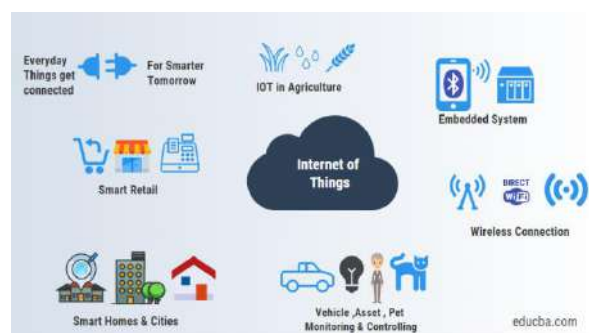 Everyday
Things get
connected
For Smarter
Tomorrow
IOT in Agriculture
Embedded System
Smart Retail
Internet of
Things
DIRECT
WiFi
Wireless Connection
Smart Homes & Cities
Vehicle ,Asset , Pet
Monitoring & Controlling
educba.com